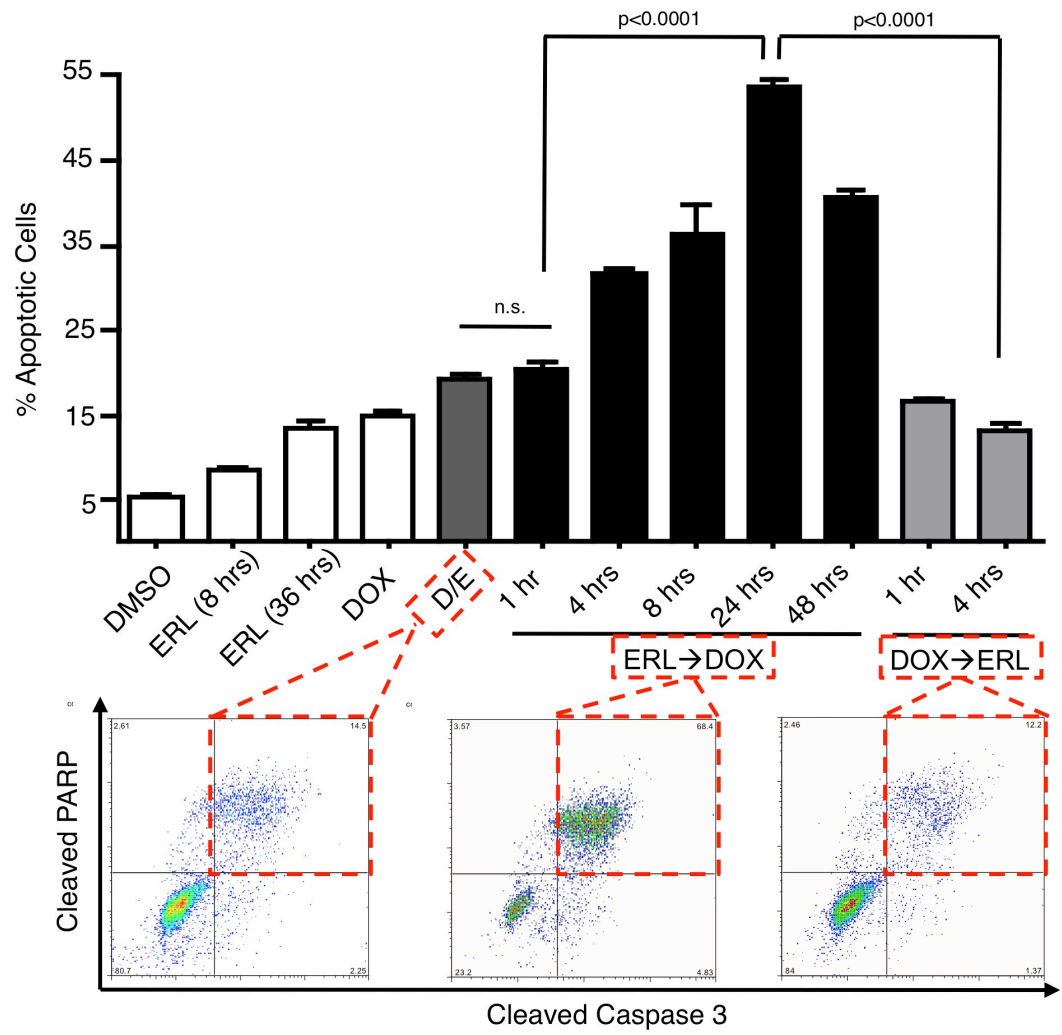 p<0.0001 p<0.0001
55
45
35
25
15
5
% Apoptotic Cells
n.s.
DMSO
ERL (8 hrs)
ERL (36 hrs)
DOX
D/E
1 hr
4 hrs
8 hrs
24 hrs
48 hrs
1 hr
4 hrs
ERL→DOX
DOX→ERL
2.61 14.5
80.7 2.25
3.57 68.4
23.2 4.83
2.46 12.2
84 1.37
Cleaved PARP
Cleaved Caspase 3